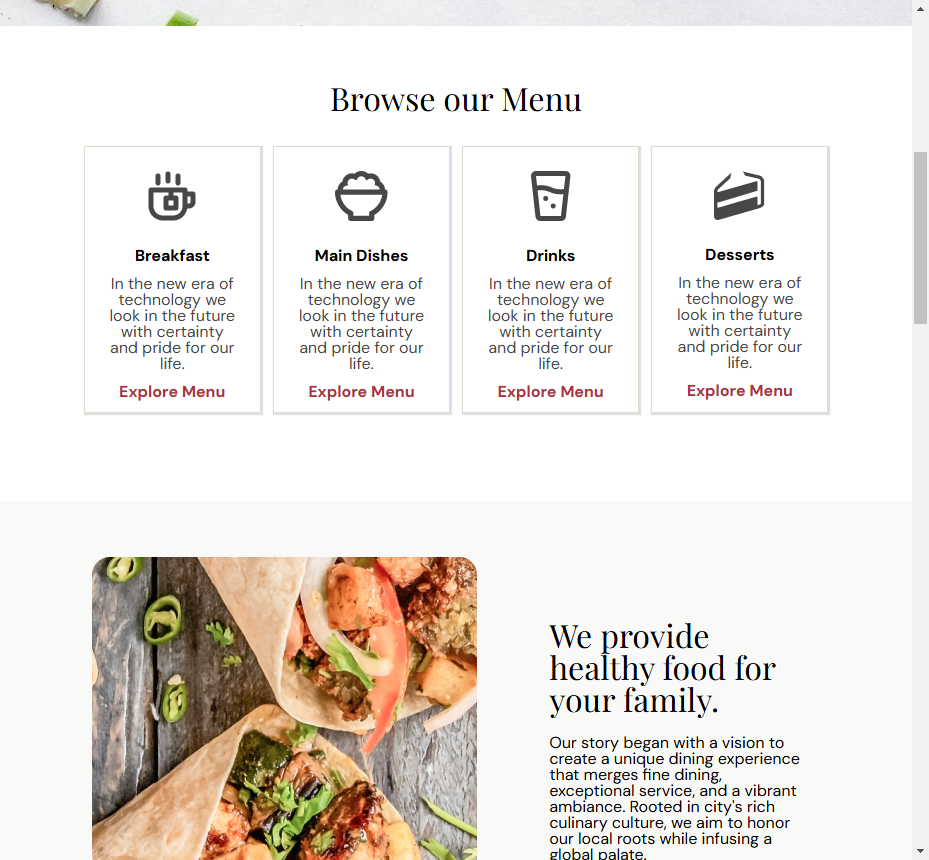 Browse our Menu
Breakfast
In the new era of
technology we
look in the future
with certainty
and pride for our
life.
Explore Menu
Main Dishes
In the new era of
technology we
look in the future
with certainty
and pride for our
life.
Explore Menu
Drinks
In the new era of
technology we
look in the future
with certainty
and pride for our
life.
Explore Menu
Desserts
In the new era of
technology we
look in the future
with certainty
and pride for our
life.
Explore Menu
We provide
healthy food for
your family.
Our story began with a vision to
create a unique dining experience
that merges fine dining,
exceptional service, and a vibrant
ambiance. Rooted in city's rich
culinary culture, we aim to honor
our local roots while infusing a
global palate.